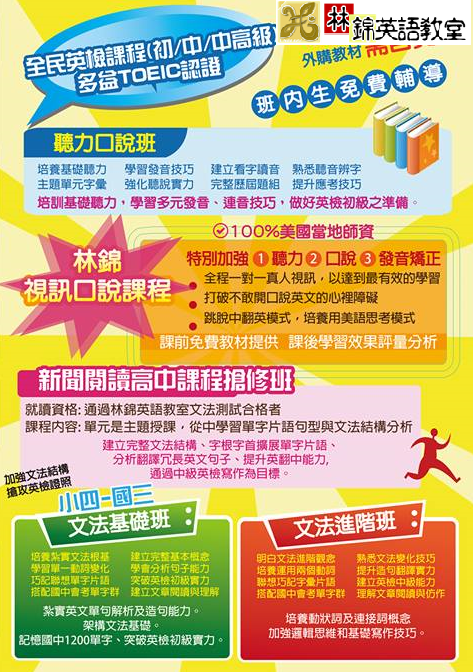 林錦英語教室
全民英檢課程(初/中/中高級)
多益TOEIC認證
外購教材
班內生免費輔導
聽力口說班
培養基礎聽力 學習發音技巧 建立看字讀音 熟悉聽音辨字
主題單元字彙 強化聽說實力 完整歷屆題組 提升應考技巧
培訓基礎聽力，學習多元發音、連音技巧，做好英檢初級之準備。
100%美國當地師資
林錦
視訊口說課程
特別加強 1 聽力 2 口說 3 發音矯正
全程一對一真人視訊，以達到最有效的學習
打破不敢開口說英文的心裡障礙
跳脫中翻英模式，培養用美語思考模式
課前免費教材提供 課後學習效果評量分析
新聞閱讀高中課程搶修班
就讀資格: 通過林錦英語教室文法測試合格者
課程內容: 單元是主題授課，從中學習單字片語句型與文法結構分析
建立完整文法結構、字根字首擴展單字片語、
分析翻譯冗長英文句子、提升英翻中能力,
通過中級英檢寫作為目標。
加強文法結構
搶攻英檢證照
小四-國三
文法基礎班
培養紮實文法根基 建立完整基本概念
學習單一動詞變化 學會分析句子能力
巧記聯想單字片語 突破英檢初級實力
搭配國中會考單字群 建立文章閱讀與理解
紮實英文單句解析及造句能力。
架構文法基礎。
記憶國中1200單字、突破英檢初級實力。
文法進階班
明白文法進階觀念 熟悉文法變化技巧
培養運用兩個動詞 提升造句翻譯實力
聯想巧記字彙片語 建立英檢中級能力
搭配國中會考單字群 理解文章閱讀與仿作
培養動狀詞及連接詞概念
加強邏輯思維和基礎寫作技巧。